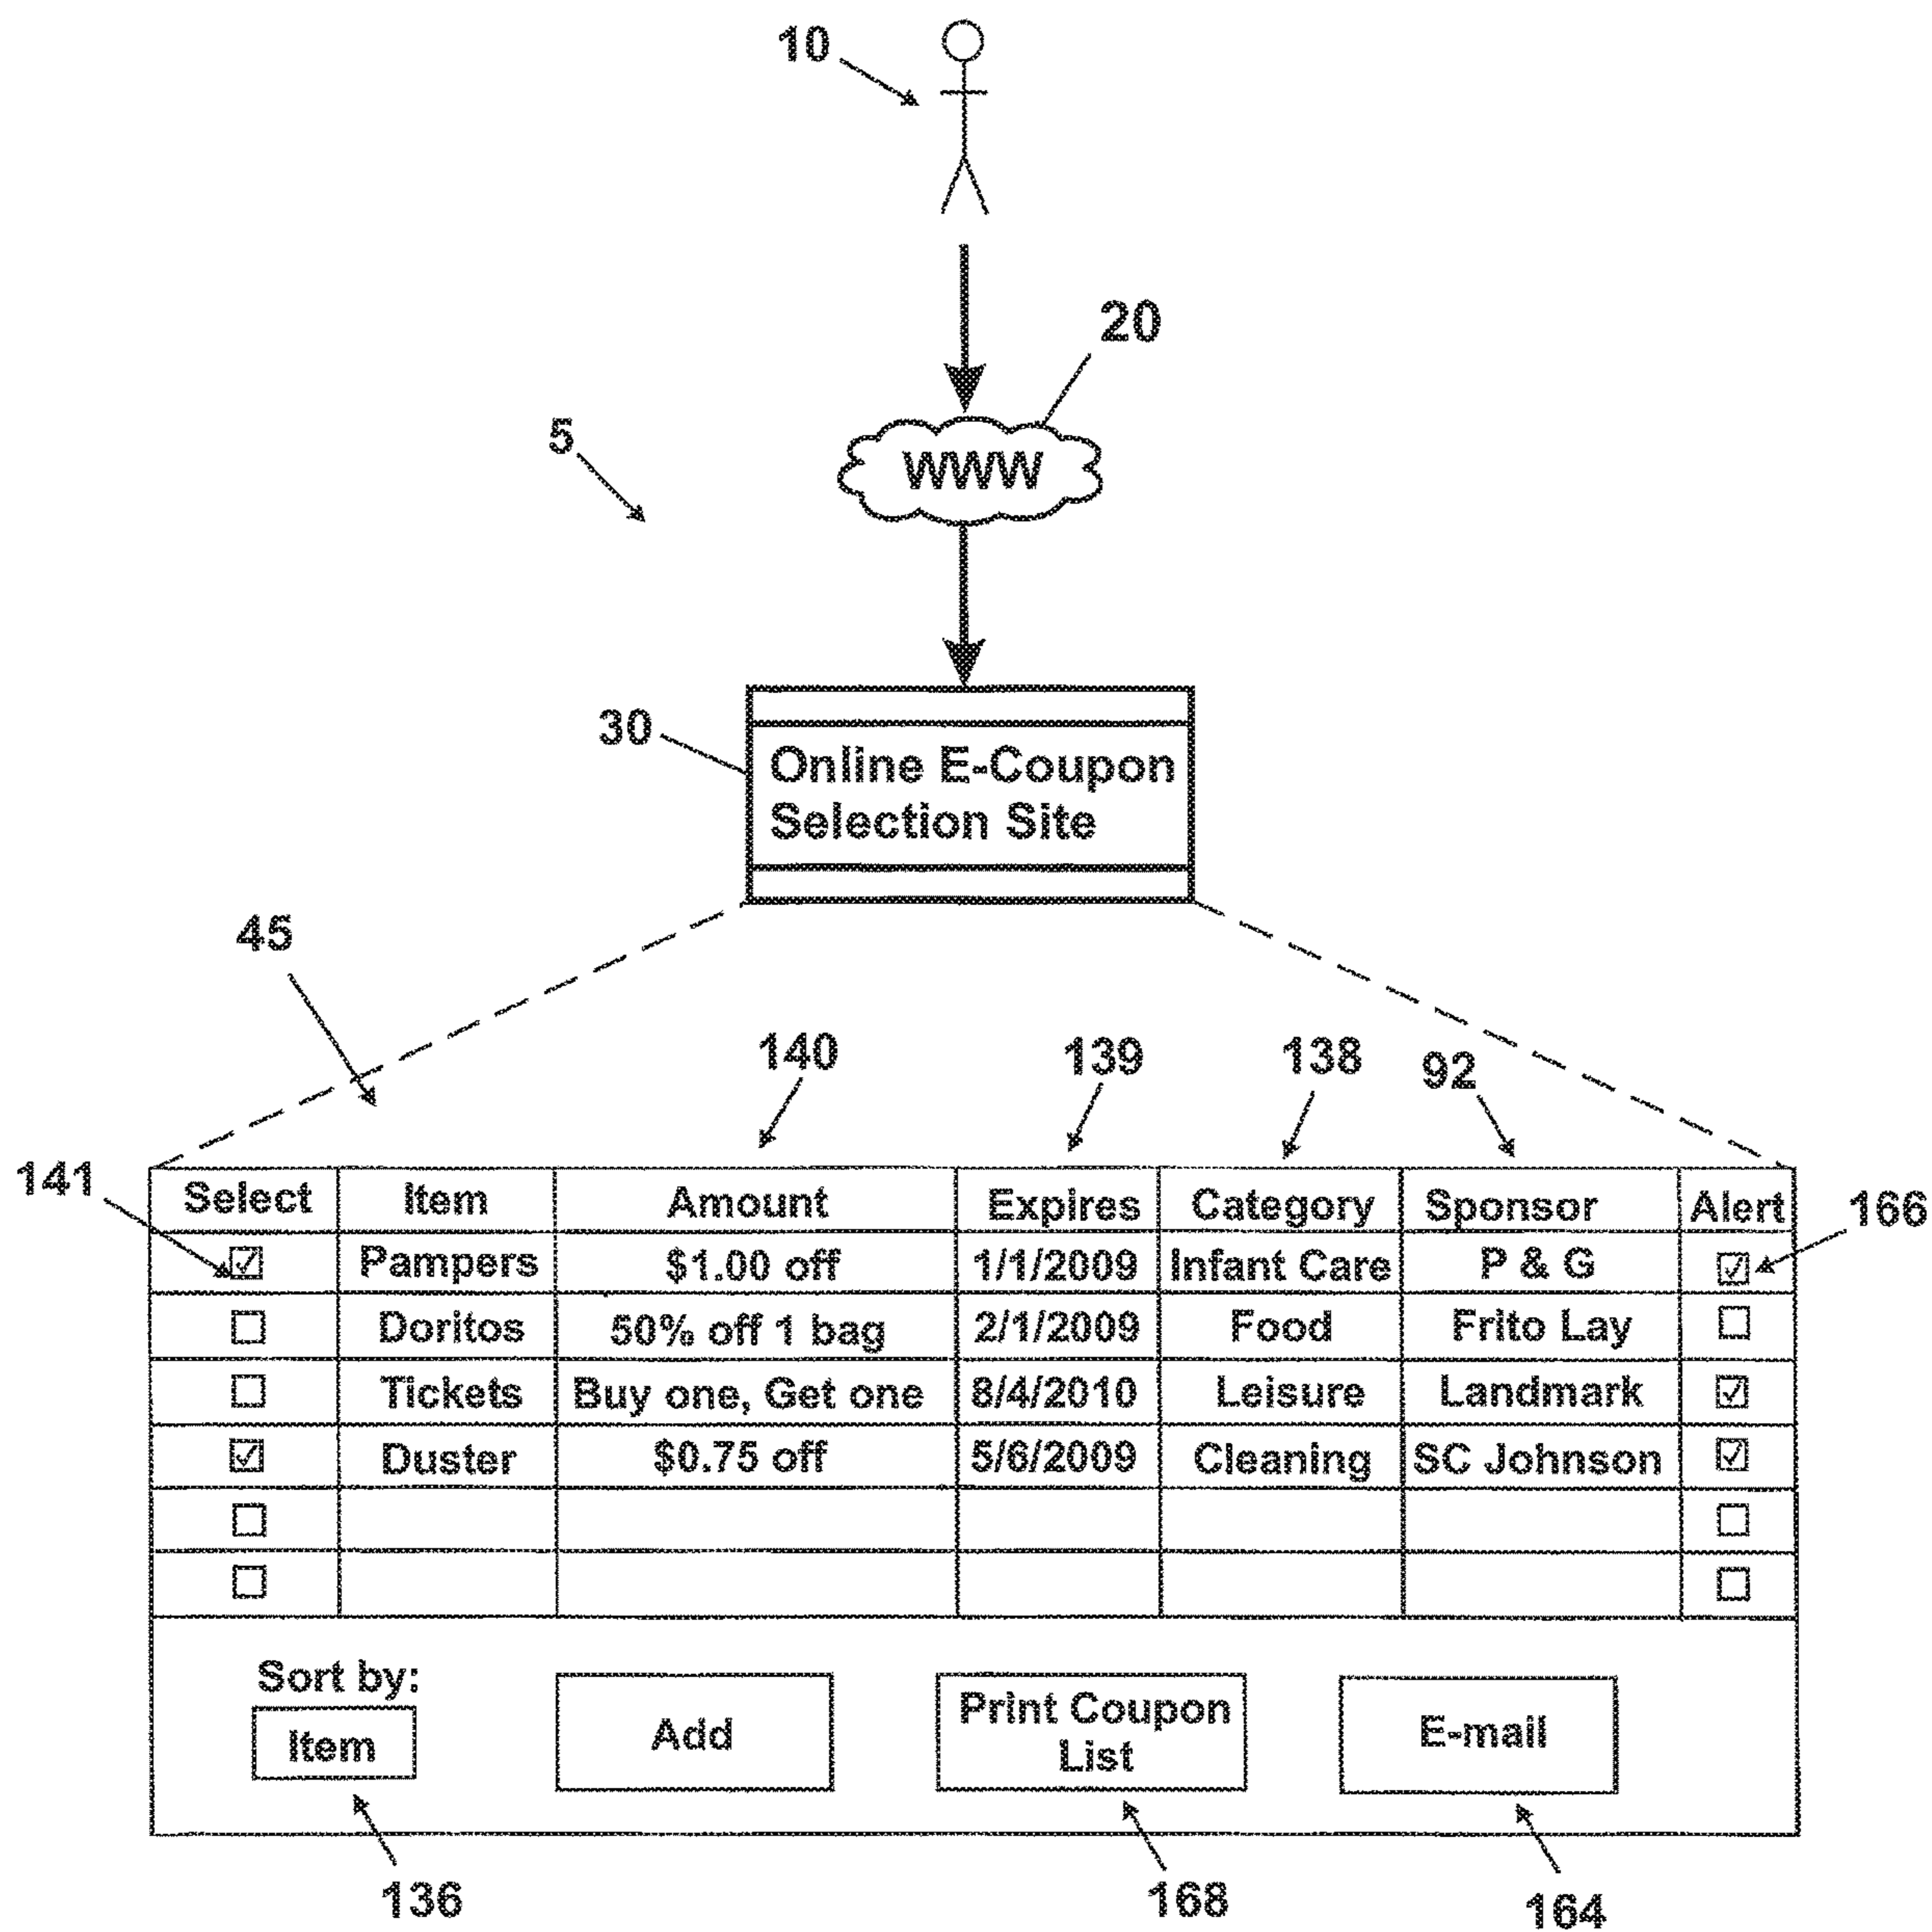 10
20
5
WWW
30
Online E-Coupon
Selection Site
45
140 139 138 92
141
Select Item Amount Expires Category Sponsor Alert
166
Pampers $1.00 off 1/1/2009 Infant Care P & G
Doritos 50% off 1 bag 2/1/2009 Food Frito Lay
Tickets Buy one, Get one 8/4/2010 Leisure Landmark
Duster $0.75 off 5/6/2009 Cleaning SC Johnson
Sort by:
Item
Add
Print Coupon
List
E-mail
136 168 164